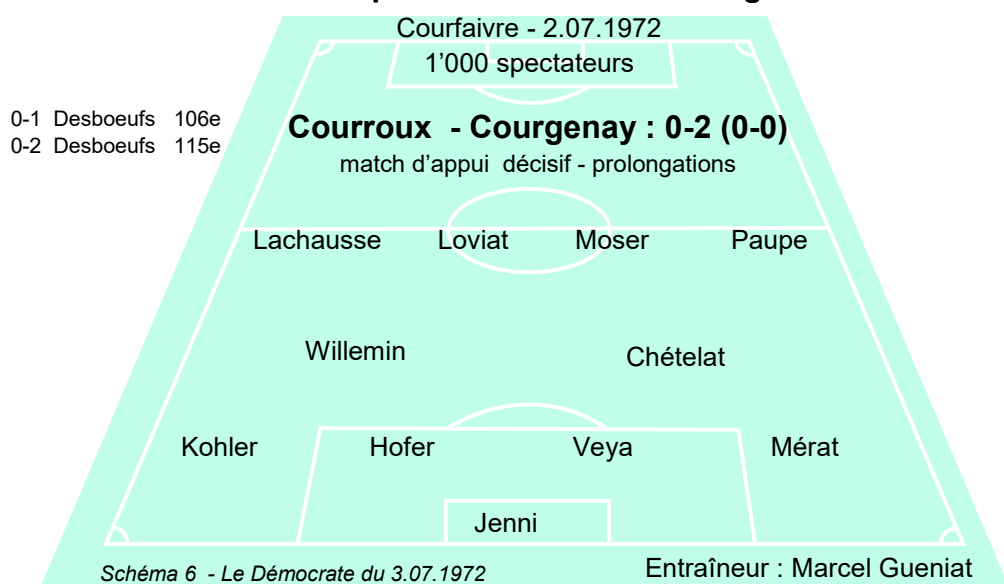 Courfaivre - 2.07.1972
1'000 spectateurs
0-1 Desboeufs 106e
0-2 Desboeufs 115e
Courroux - Courgenay : 0-2 (0-0)
match d'appui décisif - prolongations
Lachausse Loviat Moser Paupe
Willemin Chételat
Kohler Hofer Veya Mérat
Jenni
Schéma 6 - Le Démocrate du 3.07.1972
Entraîneur : Marcel Gueniat